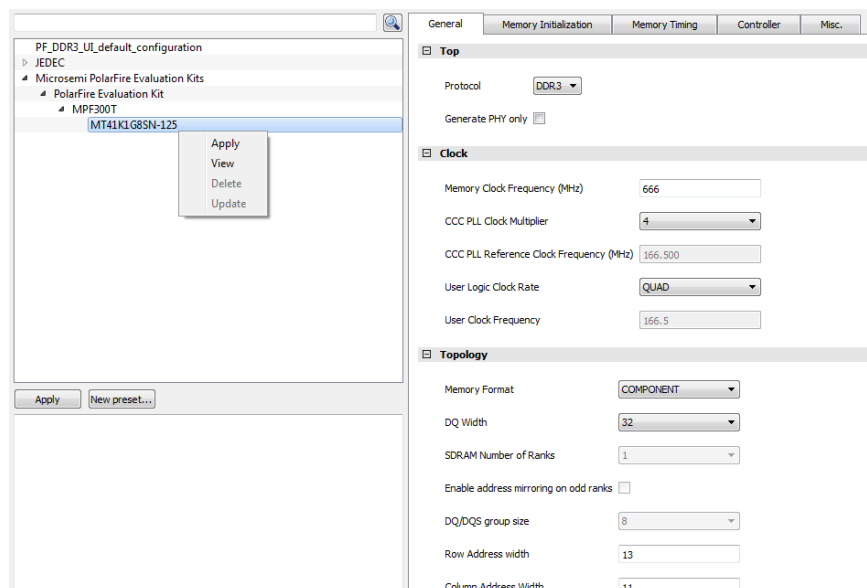 PF_DDR3_UI_default_configuration
JEDEC
Microsemi PolarFire Evaluation Kits
PolarFire Evaluation Kit
MPF300T
MT41K1G8SN-125
Apply
View
Delete
Update
Apply
New preset...
General
Memory Initialization
Memory Timing
Controller
Misc.
Top
Protocol
DDR3
Generate PHY only
Clock
Memory Clock Frequency (MHz)
666
CCC PLL Clock Multiplier
4
CCC PLL Reference Clock Frequency (MHz)
166.500
User Logic Clock Rate
QUAD
User Clock Frequency
166.5
Topology
Memory Format
COMPONENT
DQ Width
32
SDRAM Number of Ranks
1
Enable address mirroring on odd ranks
DQ/DQS group size
8
Row Address width
13
Column Address Width
11